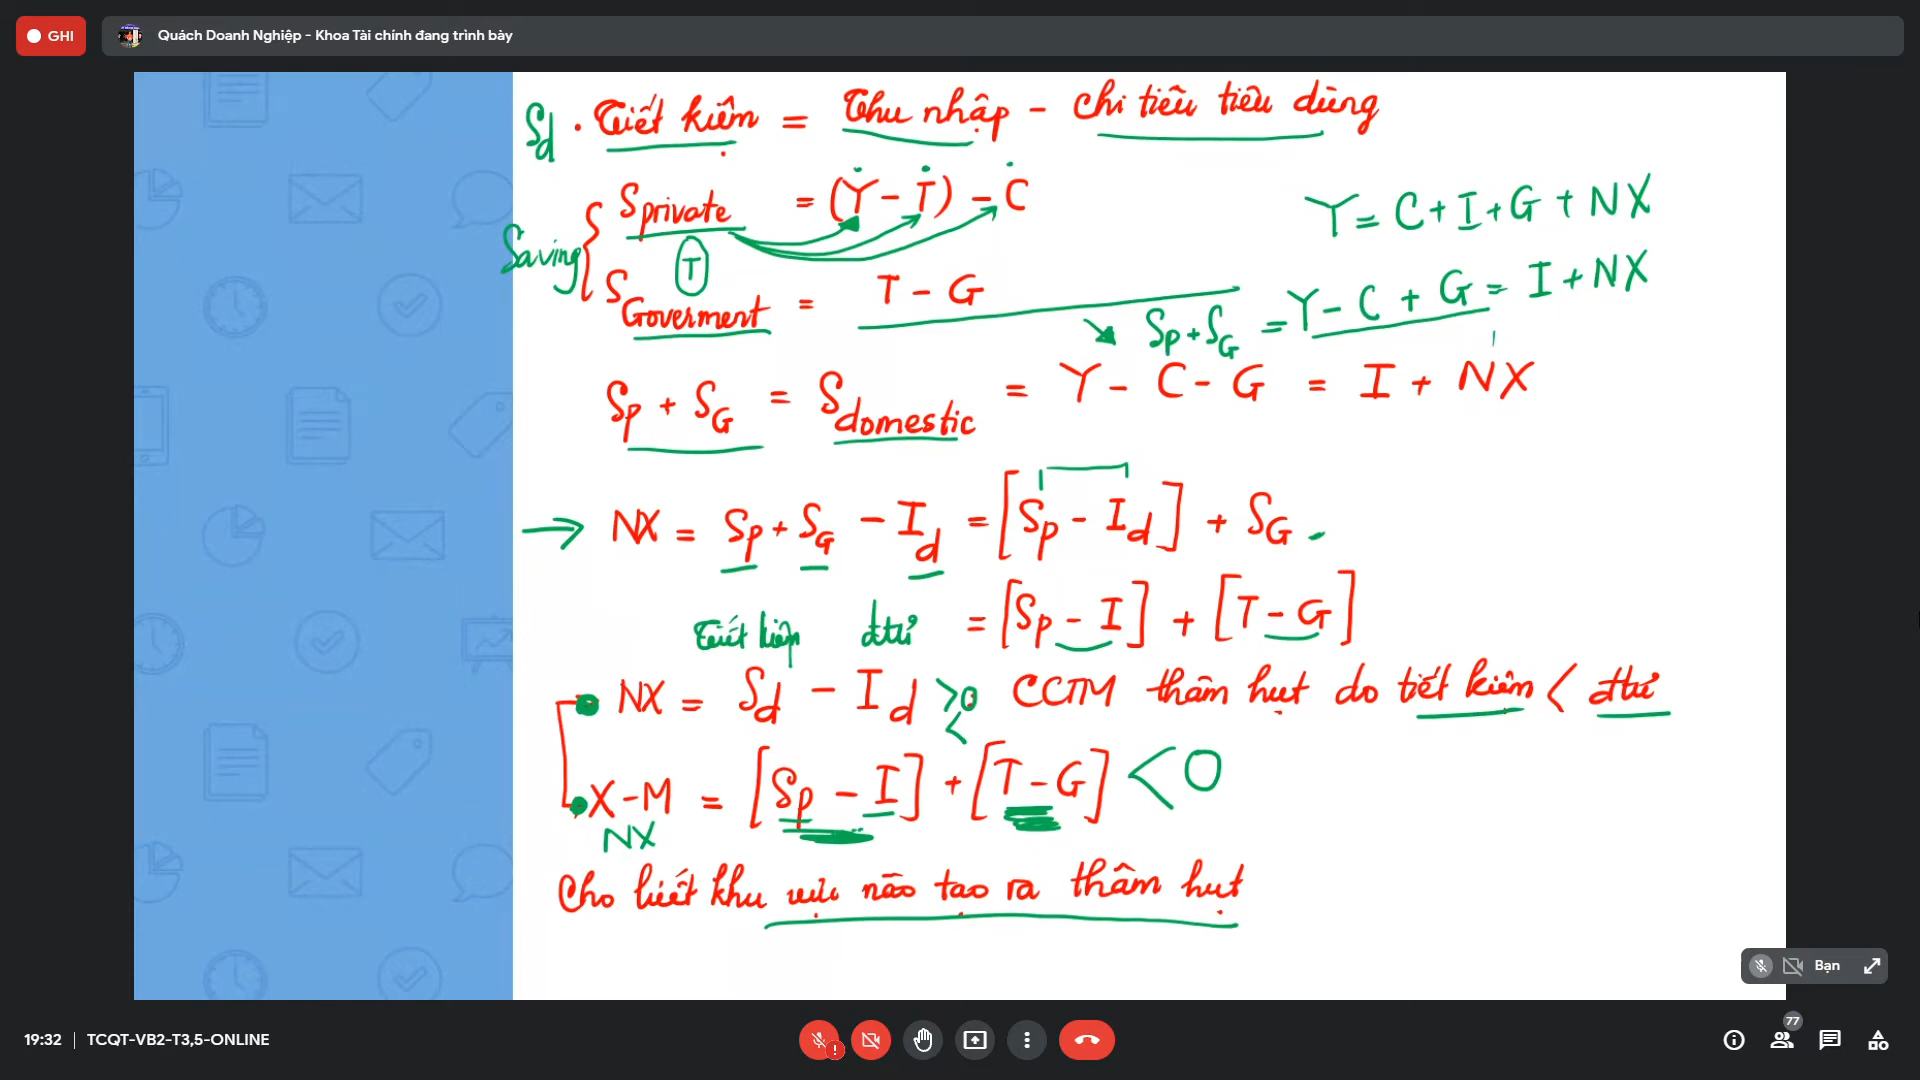 GHI
Quách Doanh Nghiệp - Khoa Tài chính đang trình bày
Sd . Tiết kiệm = Thu nhập - Chi tiêu tiêu dùng
Sprivate = (Y - T) - C
Y = C + I + G + NX
Saving
T
SGoverment = T - G
Sp + SG = Y - C + G = I + NX
Sp + SG = Sdomestic = Y - C - G = I + NX
→ NX = Sp + SG - Id = [Sp - Id] + SG
Tiết kiệm đtư = [Sp - I] + [T - G]
NX = Sd - Id >0 < : CCTM thâm hụt do tiết kiệm < đtư
X - M = [Sp - I] + [T - G] < 0
NX
Cho biết khu vực nào tạo ra thâm hụt
Bạn
19:32 | TCQT-VB2-T3,5-ONLINE
77